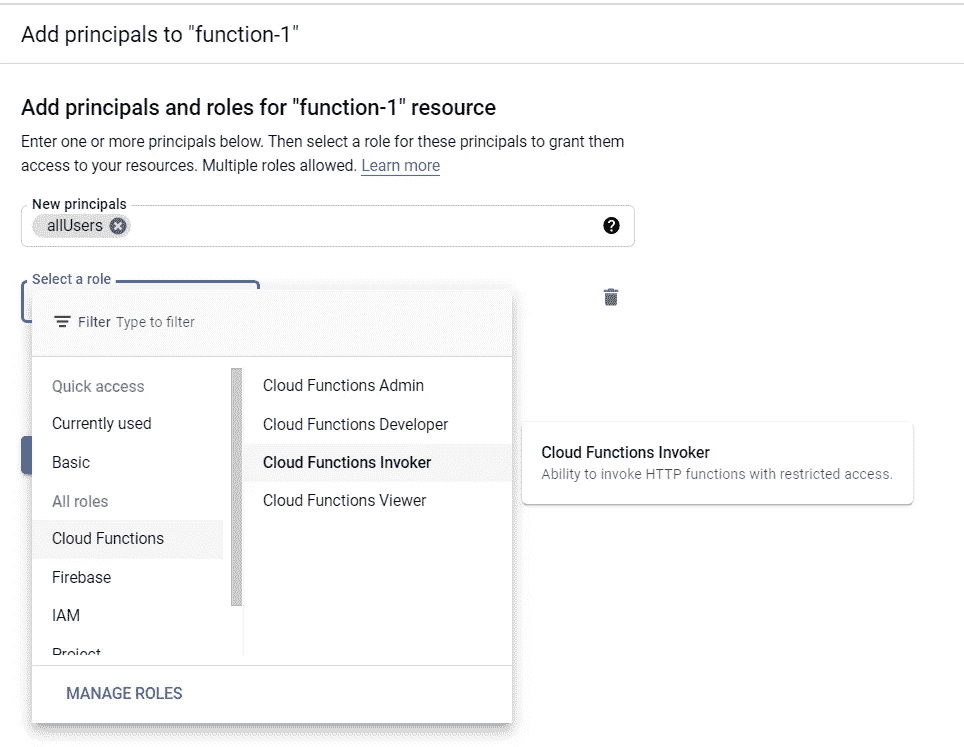 Add principals to "function-1"
Add principals and roles for "function-1" resource
Enter one or more principals below. Then select a role for these principals to grant them
access to your resources. Multiple roles allowed. Learn more
New principals
allUsers
Select a role
Filter Type to filter
Quick access
Currently used
Basic
All roles
Cloud Functions
Firebase
IAM
Project
Cloud Functions Admin
Cloud Functions Developer
Cloud Functions Invoker
Cloud Functions Viewer
MANAGE ROLES
Cloud Functions Invoker
Ability to invoke HTTP functions with restricted access.